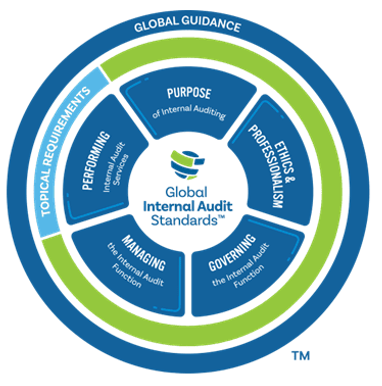 GLOBAL GUIDANCE
TOPICAL REQUIREMENTS
PURPOSE
of Internal Auditing
ETHICS &
PROFESSIONALISM
GOVERNING
the Internal Audit
Function
MANAGING
the Internal Audit
Function
PERFORMING
Internal Audit
Services
Global
Internal Audit
Standards™
TM